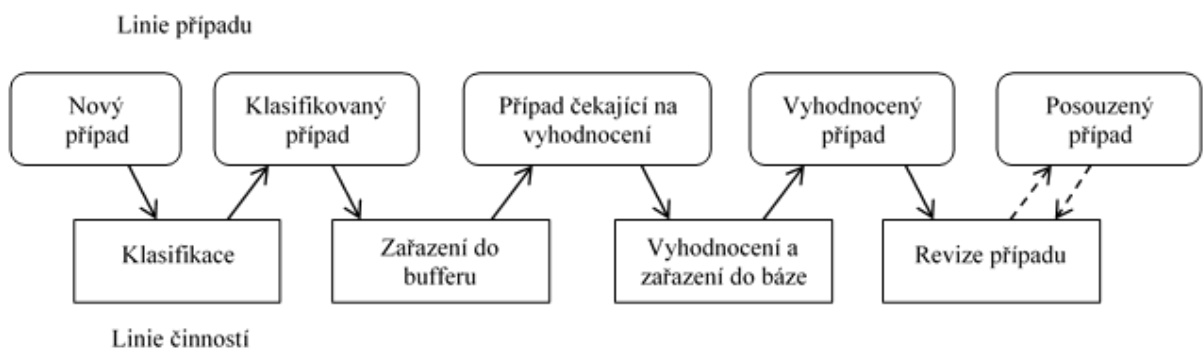 Linie případu
Nový
případ
Klasifikovaný
případ
Případ čekající na
vyhodnocení
Vyhodnocený
případ
Posouzený
případ
Klasifikace
Zařazení do
bufferu
Vyhodnocení a
zařazení do báze
Revize případu
Linie činností